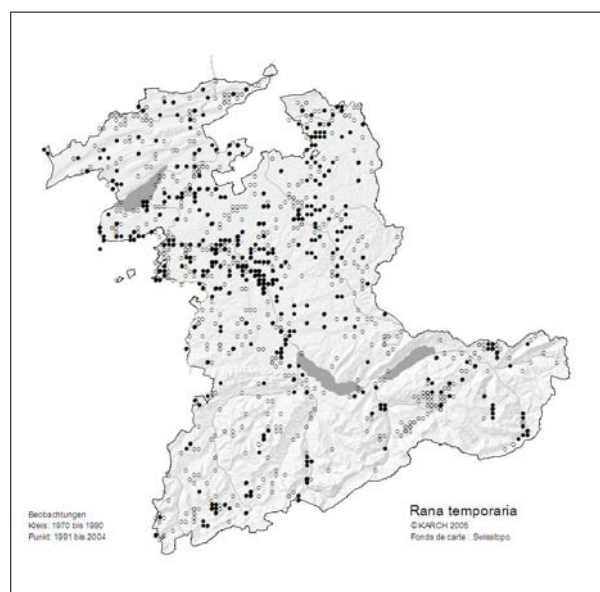 Beobachtungen
Kreis: 1970 bis 1990
Punkt: 1991 bis 2004
Rana temporaria
©KARCH 2005
Fonds de carte : Swisstopo